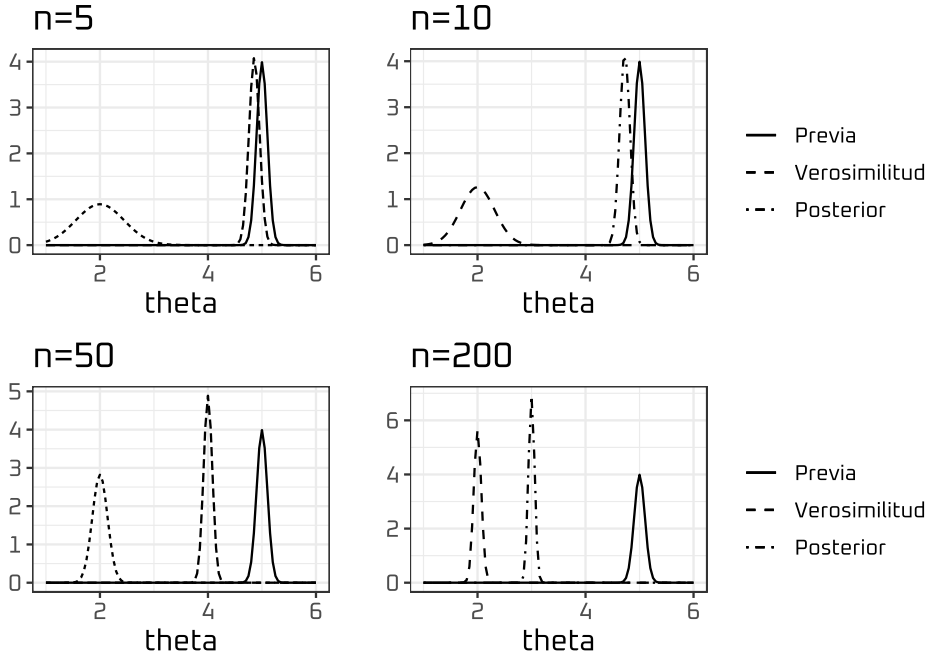 n=5
4
3
2
1
0
2
4
6
theta
n=10
4
3
2
1
0
2
4
6
theta
Previa
Verosimilitud
Posterior
n=50
5
4
3
2
1
0
2
4
6
theta
n=200
6
4
2
0
2
4
6
theta
Previa
Verosimilitud
Posterior